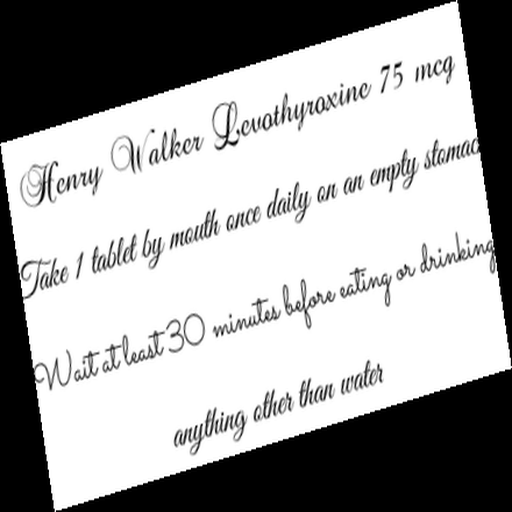 Henry Walker Levothyroxine 75 mcg
Take 1 tablet by mouth once daily on an empty stomac
Wait at least 30 minutes before eating or drinking
anything other than water